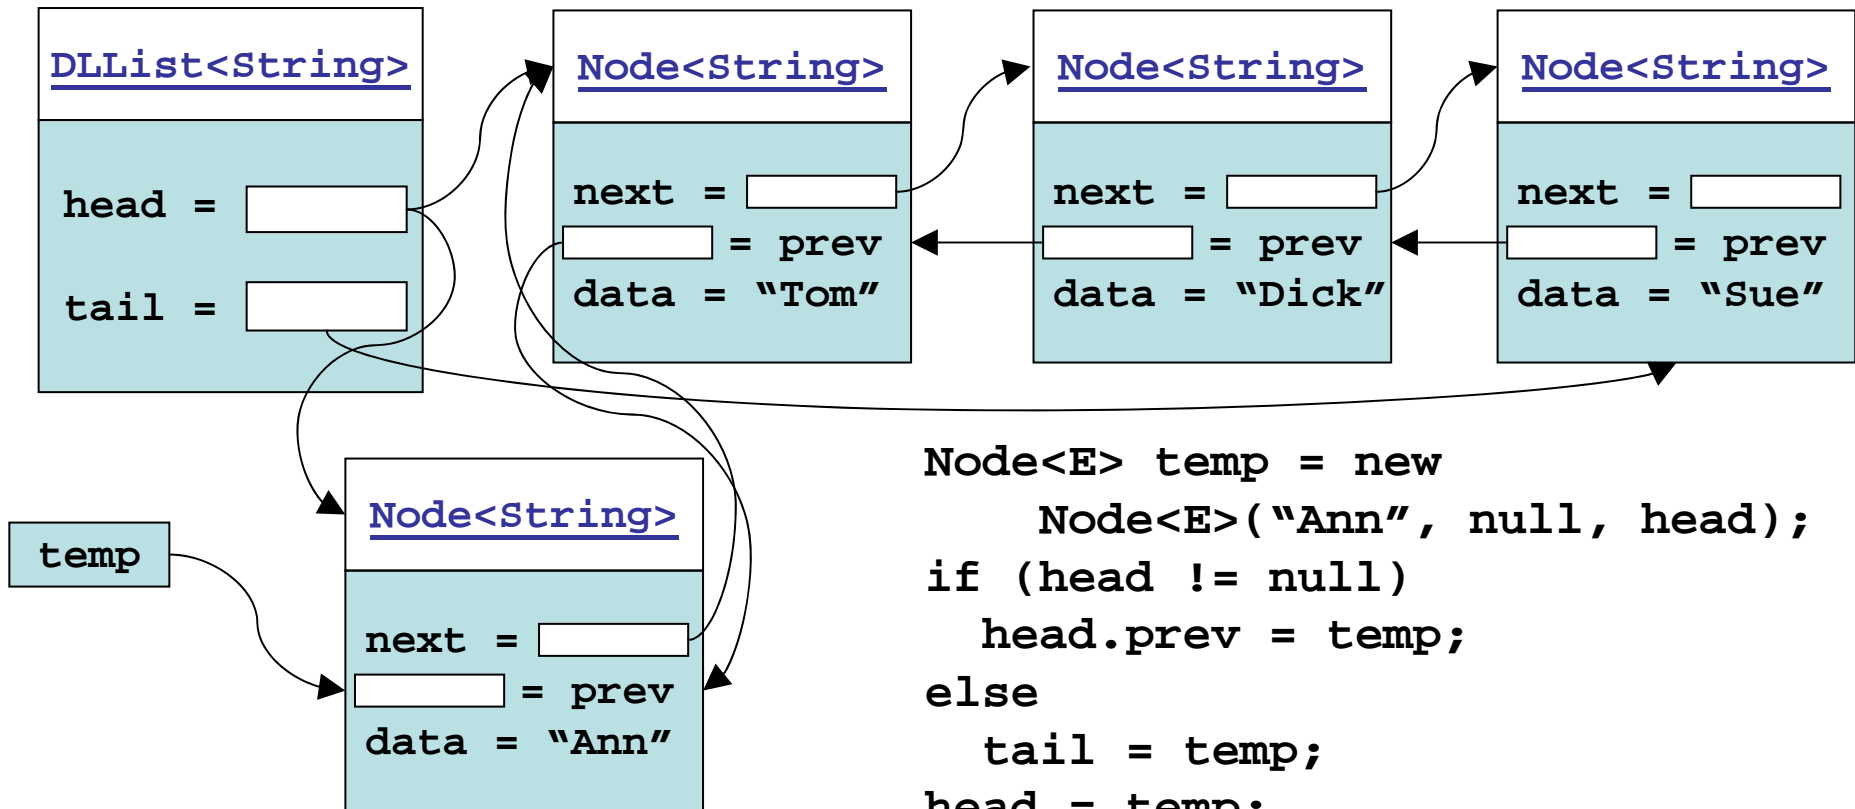 DLList<String>
head =
tail =
Node<String>
next =
= prev
data = “Tom”
Node<String>
next =
= prev
data = “Dick”
Node<String>
next =
= prev
data = “Sue”
temp
Node<String>
next =
= prev
data = “Ann”
Node<E> temp = new
Node<E>(“Ann”, null, head);
if (head != null)
head.prev = temp;
else
tail = temp;
head = temp;